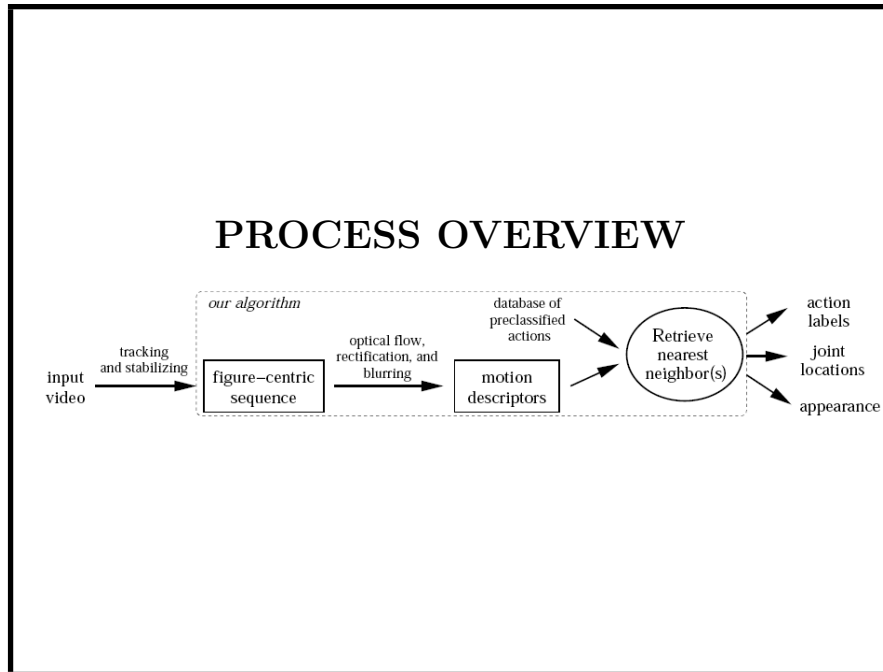 PROCESS OVERVIEW
our algorithm
input
video
tracking
and stabilizing
figure−centric
sequence
optical flow,
rectification, and
blurring
motion
descriptors
database of
preclassified
actions
Retrieve
nearest
neighbor(s)
action
labels
joint
locations
appearance